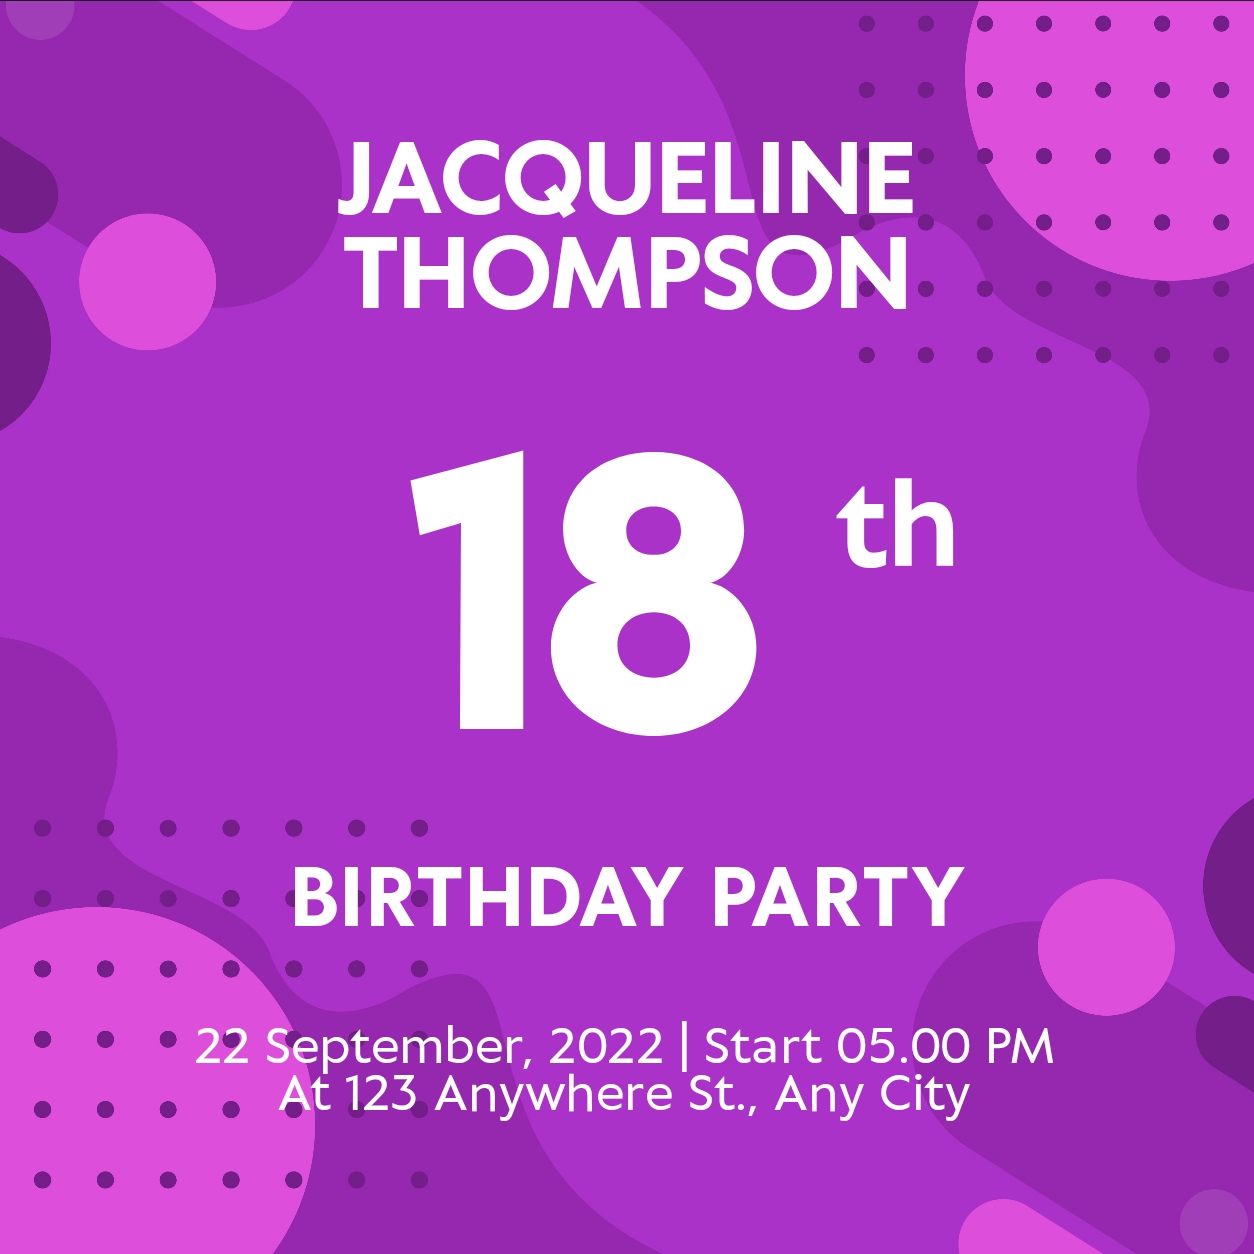 JACQUELINE
THOMPSON
18 th
BIRTHDAY PARTY
22 September, 2022 | Start 05.00 PM
At 123 Anywhere St., Any City